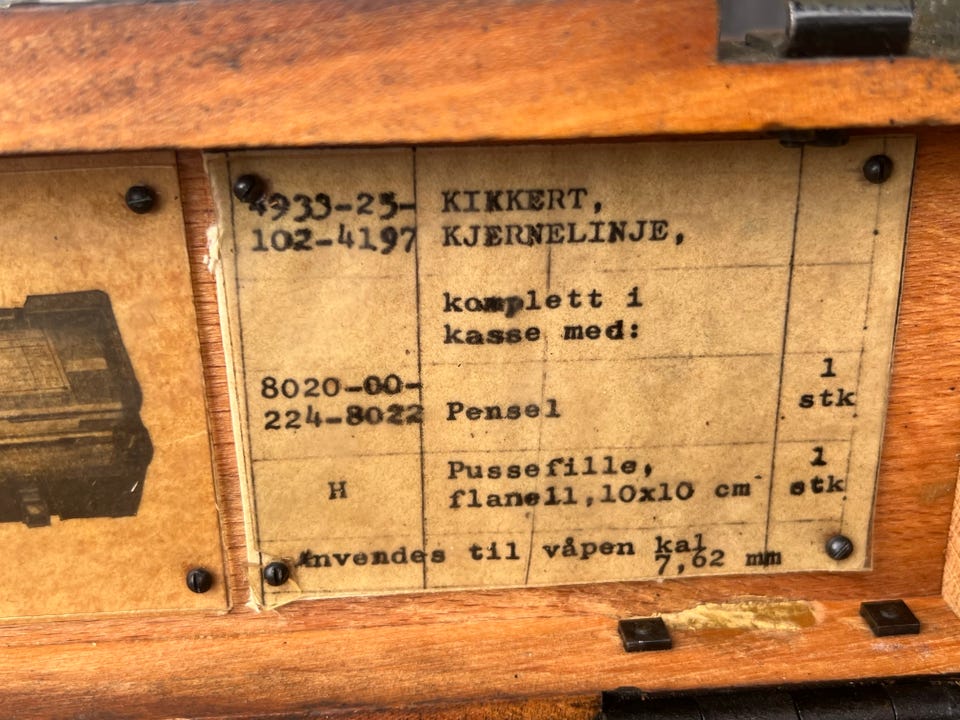 4933-25- KIKKERT,
102-4197 KJERNELINJE,
komplett i
kasse med:
8020-00- 1
224-8022 Pensel stk
Pussefille, 1
H flanell,10x10 cm stk
Anvendes til våpen kal 7,62 mm